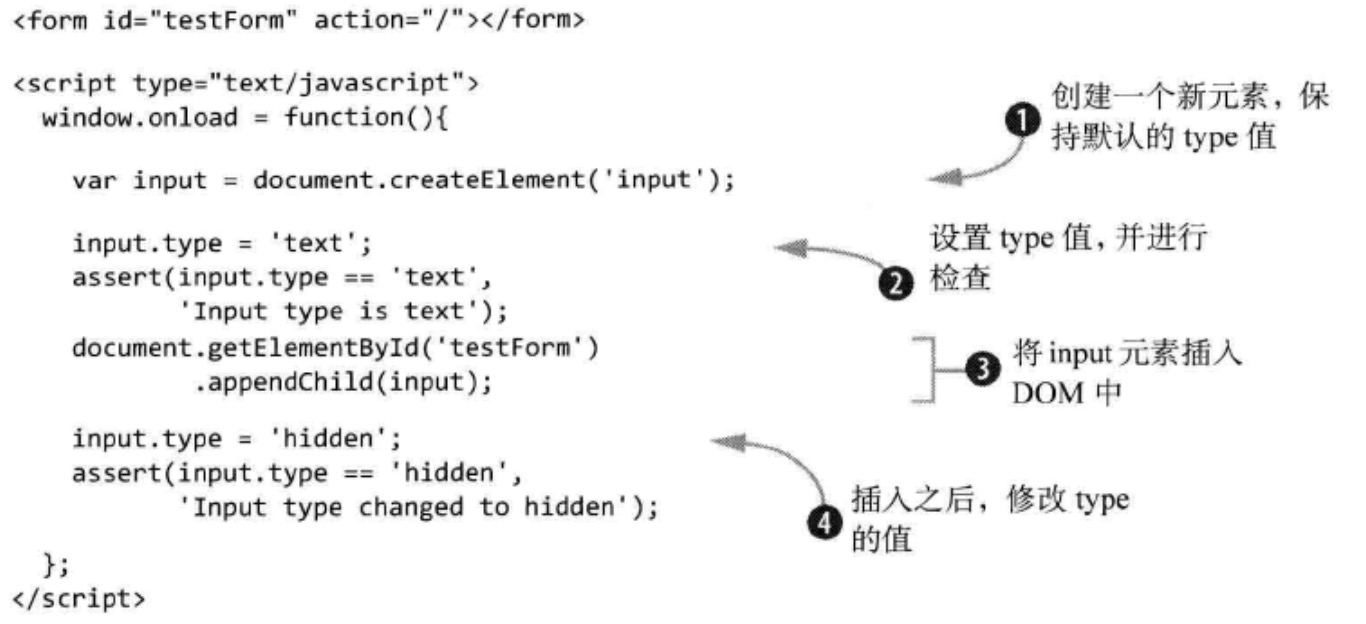 <form id="testForm" action="/"></form>
<script type="text/javascript">
window.onload = function(){
var input = document.createElement('input');
input.type = 'text';
assert(input.type == 'text',
'Input type is text');
document.getElementById('testForm')
.appendChild(input);
input.type = 'hidden';
assert(input.type == 'hidden',
'Input type changed to hidden');
};
</script>
1 创建一个新元素，保
持默认的 type 值
2 设置 type 值，并进行
检查
3 将 input 元素插入
DOM 中
4 插入之后，修改 type
的值